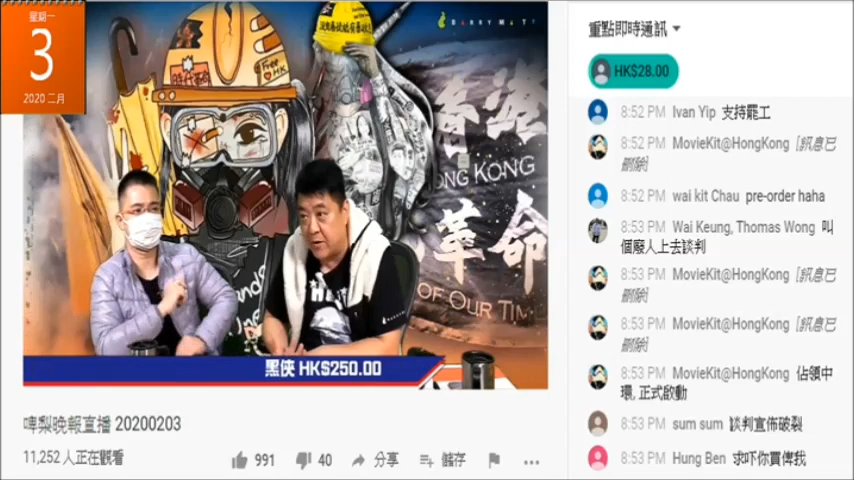 星期一
3
2020 二月
BARRY MA TT
Free
HK
時代革命
香港
HONG KONG
革命
OF OUR TIM
黑俠 HK$250.00
啤梨晚報直播 20200203
11,252 人正在觀看
991
40
分享
儲存
重點即時通訊
HK$28.00
8:52 PM Ivan Yip 支持罷工
8:52 PM MovieKit@HongKong [訊息已
刪除]
8:52 PM wai kit Chau pre-order haha
8:53 PM Wai Keung, Thomas Wong 叫
個廢人上去談判
8:53 PM MovieKit@HongKong [訊息已
刪除]
8:53 PM MovieKit@HongKong [訊息已
刪除]
8:53 PM MovieKit@HongKong 佔領中
環, 正式啟動
8:53 PM sum sum 談判宣佈破裂
8:53 PM Hung Ben 求吓你買俾我